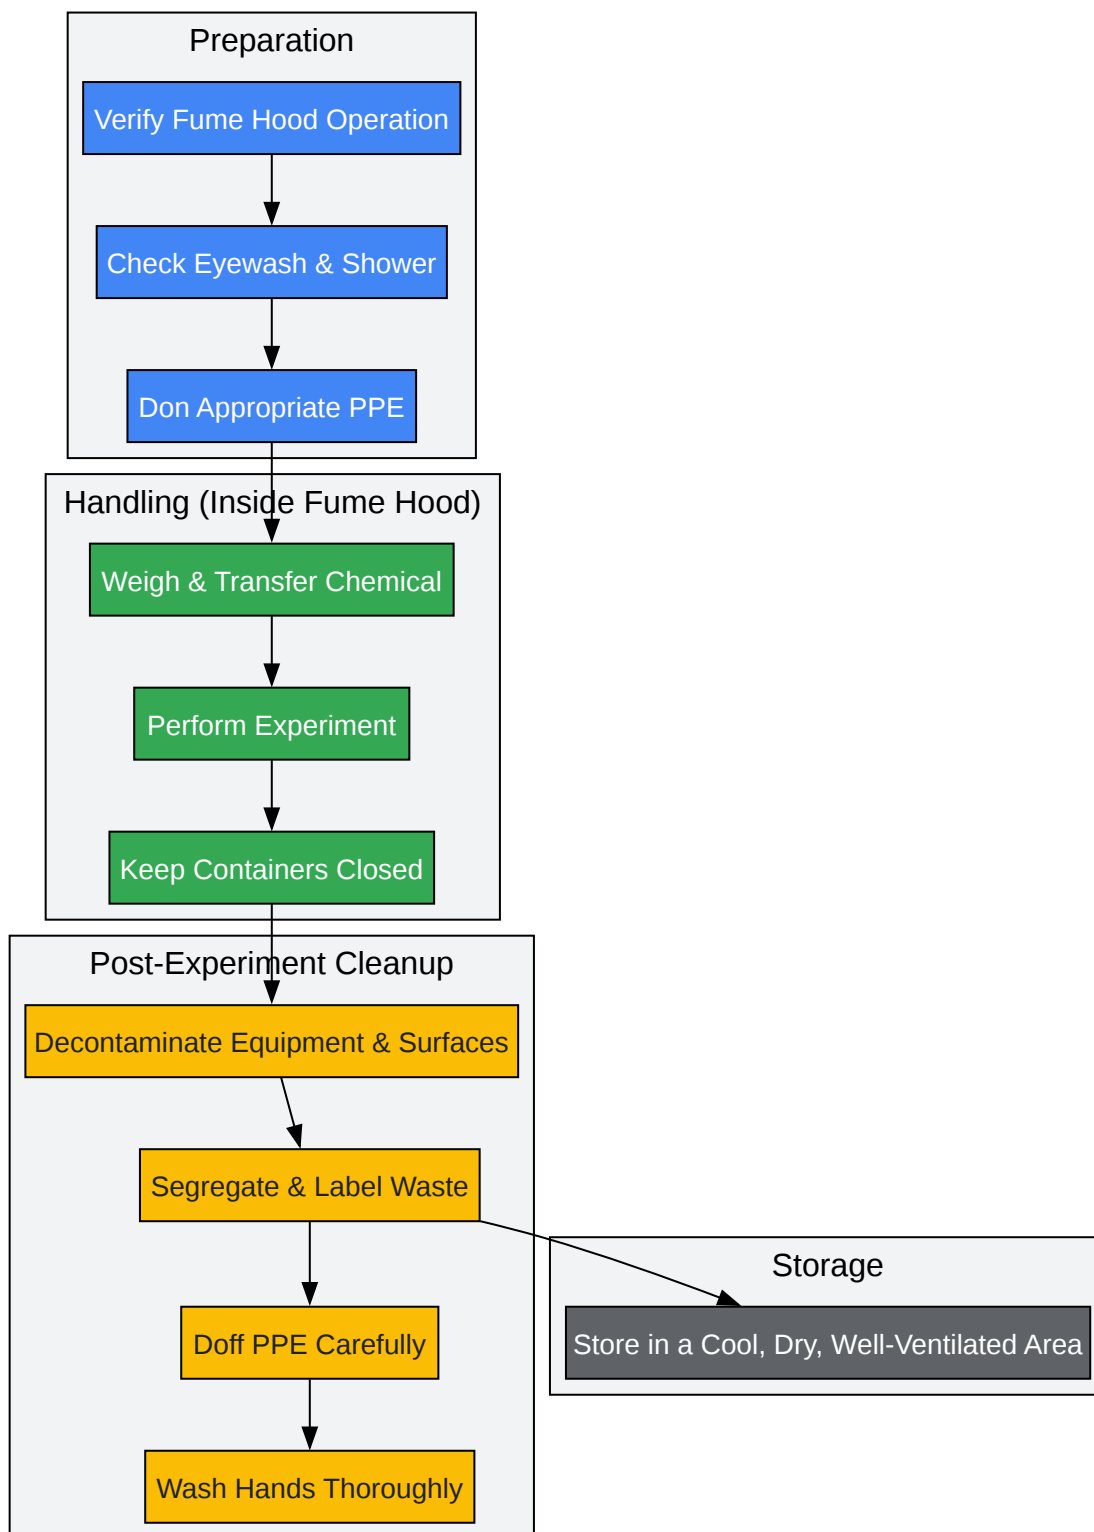 Preparation
Verify Fume Hood Operation
Check Eyewash & Shower
Don Appropriate PPE
Handling (Inside Fume Hood)
Weigh & Transfer Chemical
Perform Experiment
Keep Containers Closed
Post-Experiment Cleanup
Decontaminate Equipment & Surfaces
Segregate & Label Waste
Storage
Doff PPE Carefully
Store in a Cool, Dry, Well-Ventilated Area
Wash Hands Thoroughly